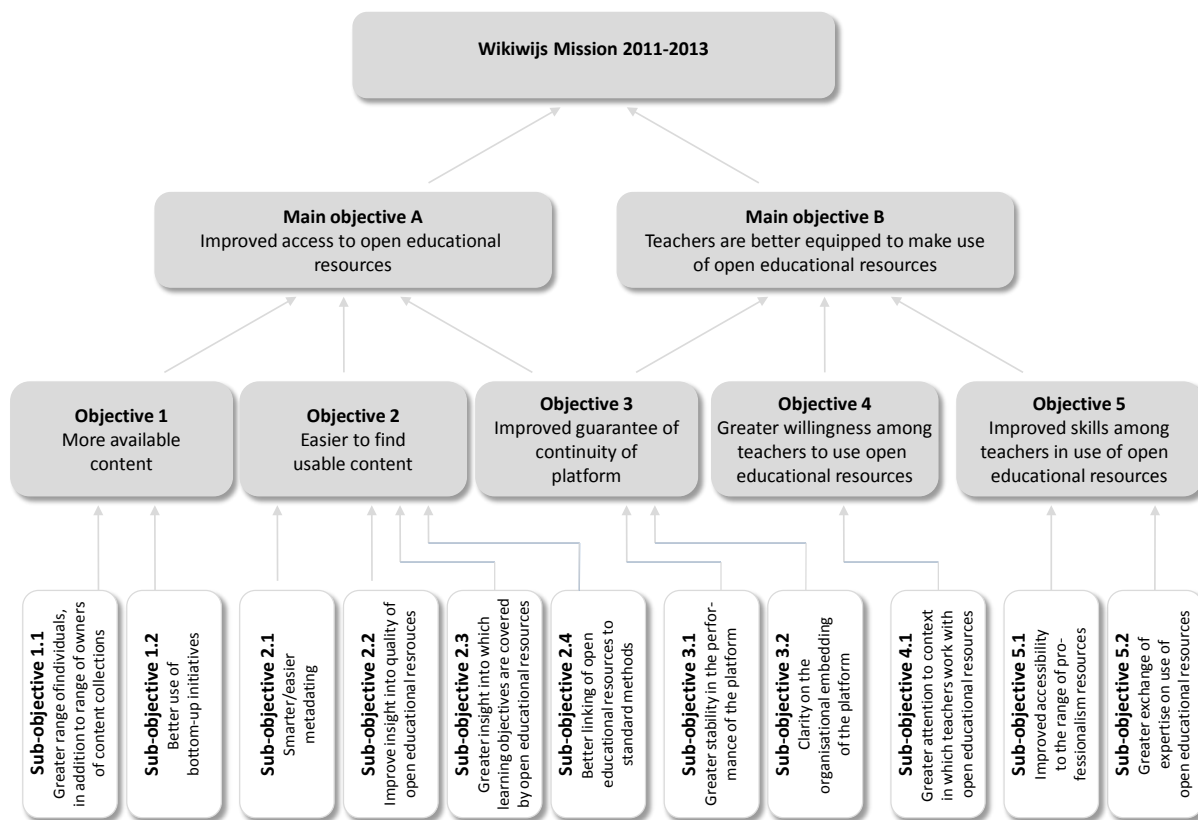 Wikiwijs Mission 2011-2013
Main objective A
Improved access to open educational
resources
Main objective B
Teachers are better equipped to make use
of open educational resources
Objective 1
More available
content
Objective 2
Easier to find
usable content
Objective 3
Improved guarantee of
continuity of
platform
Objective 4
Greater willingness among
teachers to use open
educational resources
Objective 5
Improved skills among
teachers in use of open
educational resources
Sub-objective 1.1
Greater range ofindividuals,
in addition to range of owners
of content collections
Sub-objective 1.2
Better use of
bottom-up initiatives
Sub-objective 2.1
Smarter/easier
metadating
Sub-objective 2.2
Improve insight into quality of
open educational resrouces
Sub-objective 2.3
Greater insight into which
learning objectives are covered
by open educational resources
Sub-objective 2.4
Better linking of open
educational resources to
standard methods
Sub-objective 3.1
Greater stability in the perfor-
mance of the platform
Sub-objective 3.2
Clarity on the
organisational embedding
of the platform
Sub-objective 4.1
Greater attention to context
in which teachers work with
open educational resources
Sub-objective 5.1
Improved accessibility
to the range of pro-
fessionalism resources
Sub-objective 5.2
Greater exchange of
expertise on use of
open educational resources